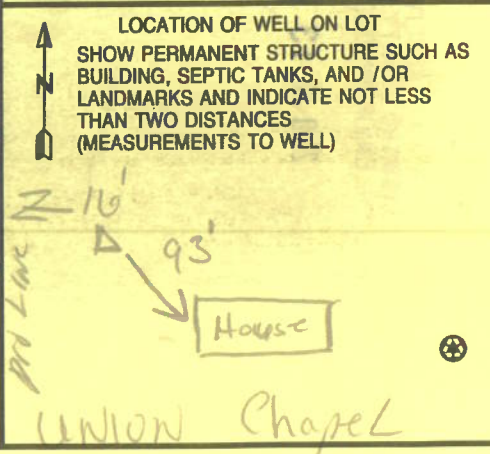 LOCATION OF WELL ON LOT
SHOW PERMANENT STRUCTURE SUCH AS
BUILDING, SEPTIC TANKS, AND /OR
LANDMARKS AND INDICATE NOT LESS
THAN TWO DISTANCES
(MEASUREMENTS TO WELL)
N
16'
93'
Line
House
UNION Chapel